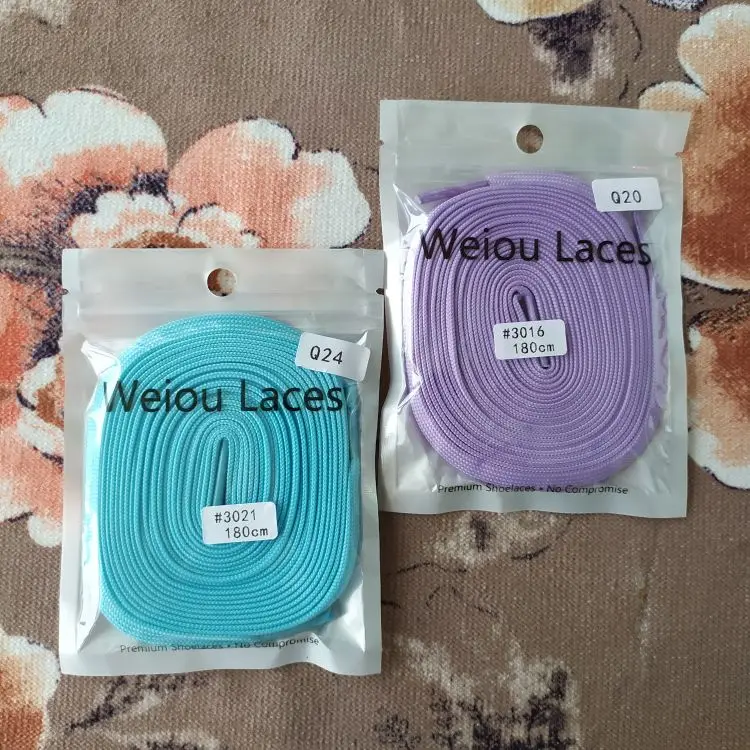 Q24
Weiou Laces
#3021
180cm
Premium Shoelaces • No Compromise
Q20
Weiou Laces
#3016
180cm
Premium Shoelaces • No Compromise